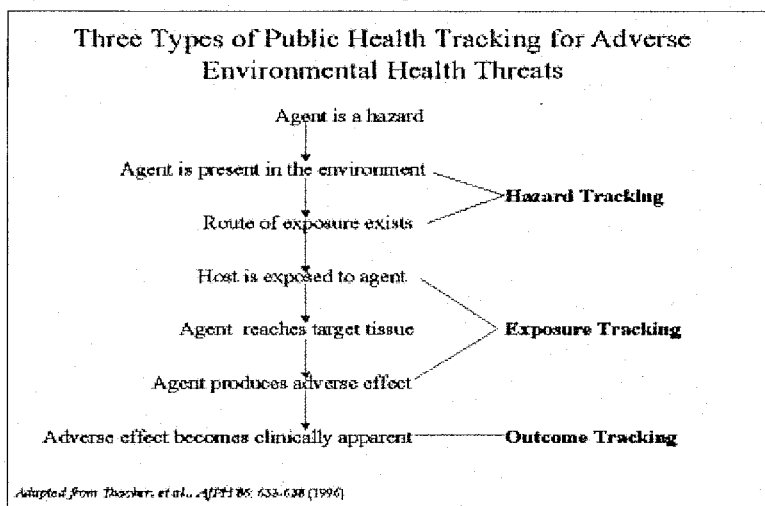 Three Types of Public Health Tracking for Adverse
Environmental Health Threats
Agent is a hazard
Agent is present in the environment
Hazard Tracking
Route of exposure exists
Host is exposed to agent
Agent reaches target tissue
Exposure Tracking
Agent produces adverse effect
Adverse effect becomes clinically apparent
Outcome Tracking
Adapted from Thacker, et al., AJPH 86: 633-638 (1996)